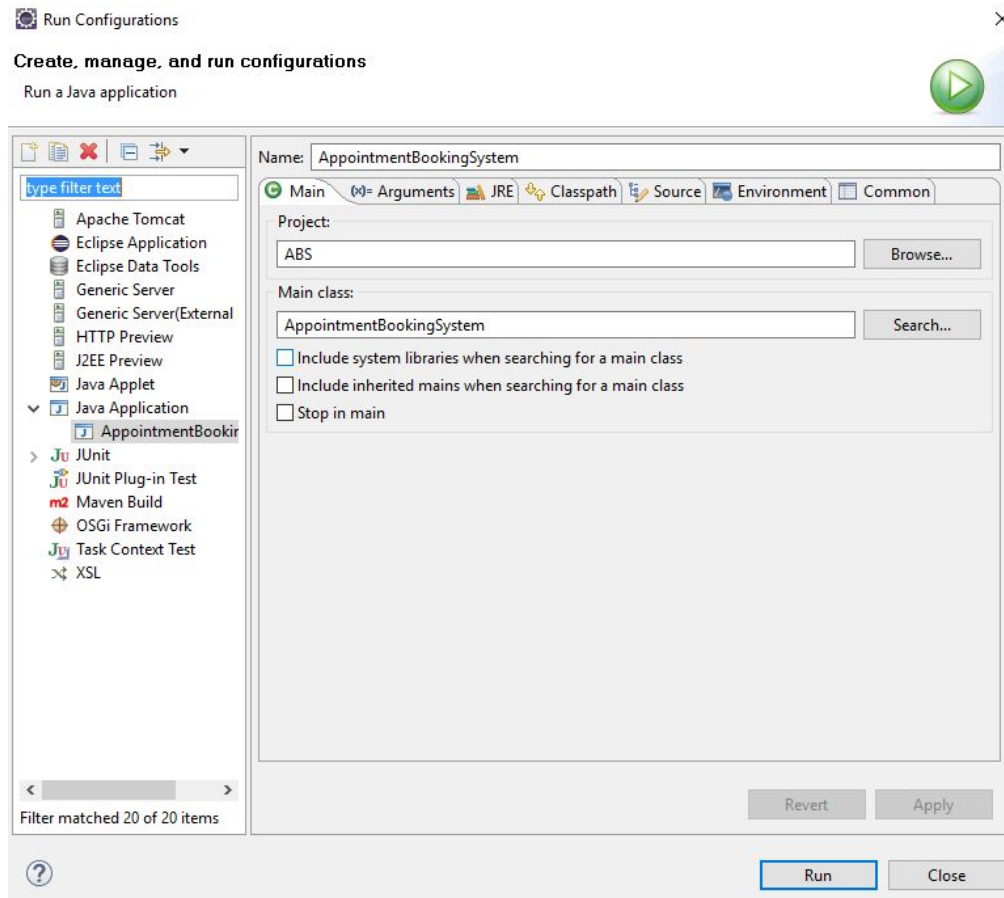 Run Configurations
Create, manage, and run configurations
Run a Java application
type filter text
Apache Tomcat
Eclipse Application
Eclipse Data Tools
Generic Server
Generic Server(External
HTTP Preview
J2EE Preview
Java Applet
Java Application
AppointmentBookin
JUnit
JUnit Plug-in Test
m2 Maven Build
OSGi Framework
Task Context Test
XSL
Filter matched 20 of 20 items
Name: AppointmentBookingSystem
Main (x)= Arguments JRE Classpath Source Environment Common
Project:
ABS Browse...
Main class:
AppointmentBookingSystem Search...
Include system libraries when searching for a main class
Include inherited mains when searching for a main class
Stop in main
Revert Apply
Run Close